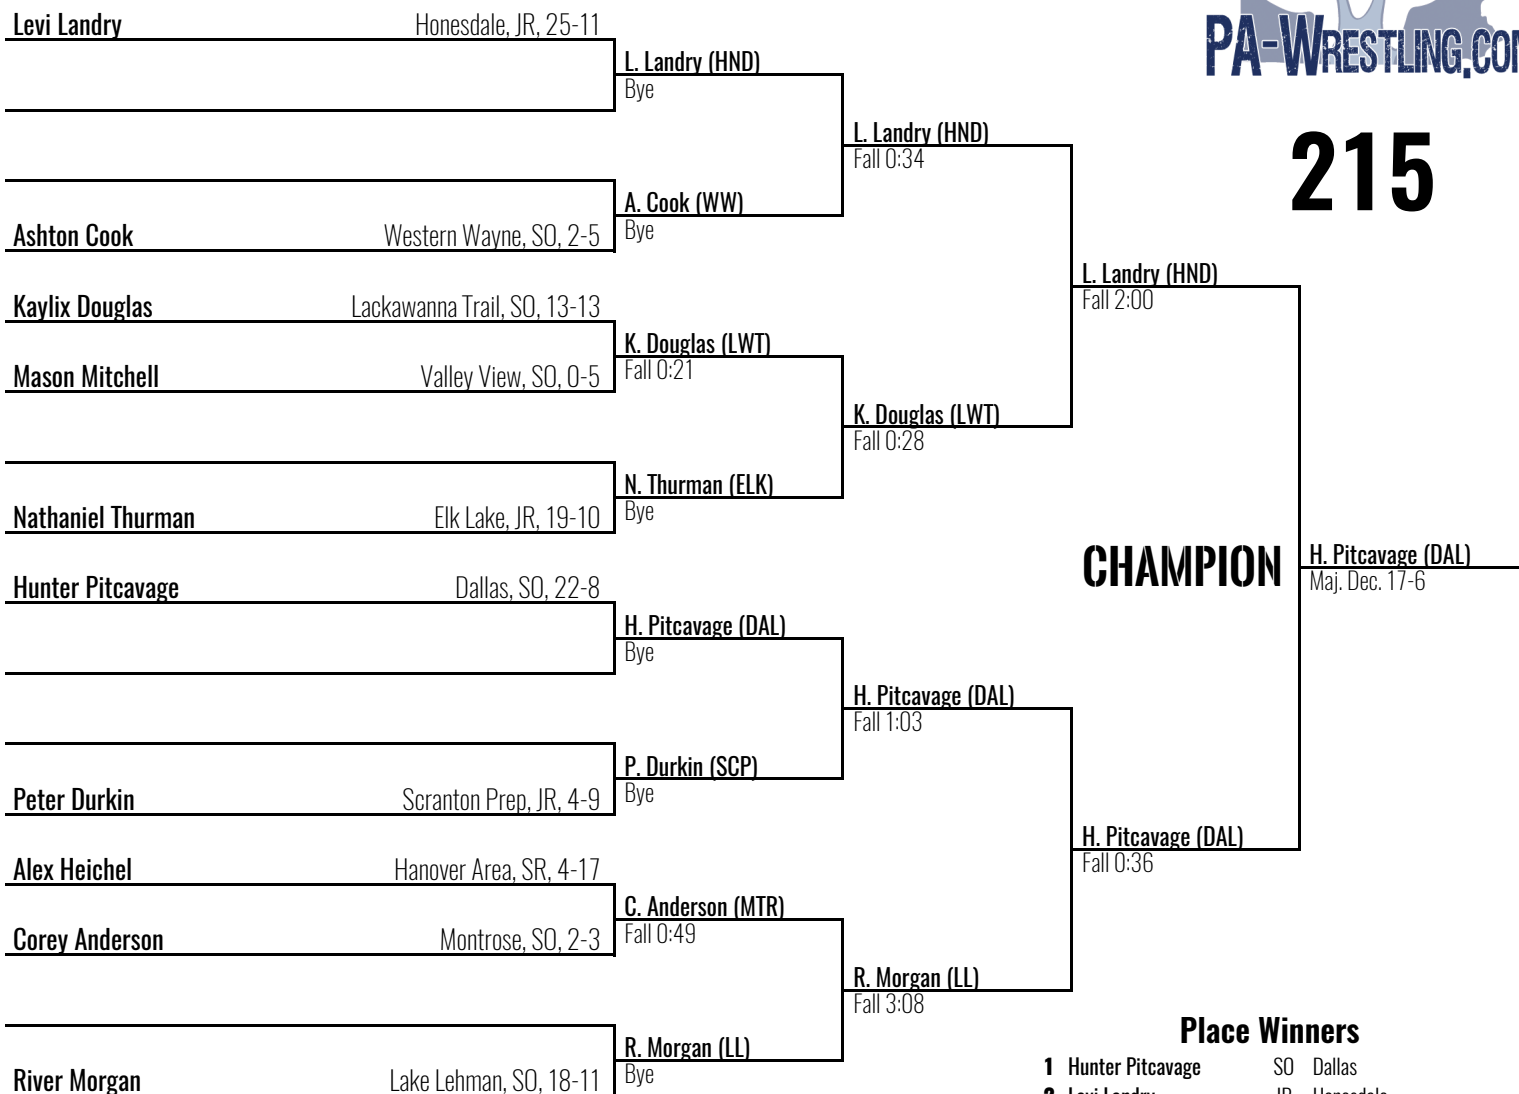 Levi Landry Honesdale, JR, 25-11
L. Landry (HND)
Bye
L. Landry (HND)
Fall 0:34
A. Cook (WW)
Bye
Ashton Cook Western Wayne, SO, 2-5
L. Landry (HND)
Fall 2:00
Kaylix Douglas Lackawanna Trail, SO, 13-13
K. Douglas (LWT)
Fall 0:21
Mason Mitchell Valley View, SO, 0-5
K. Douglas (LWT)
Fall 0:28
N. Thurman (ELK)
Bye
Nathaniel Thurman Elk Lake, JR, 19-10
CHAMPION
H. Pitcavage (DAL)
Maj. Dec. 17-6
Hunter Pitcavage Dallas, SO, 22-8
H. Pitcavage (DAL)
Bye
H. Pitcavage (DAL)
Fall 1:03
P. Durkin (SCP)
Bye
Peter Durkin Scranton Prep, JR, 4-9
H. Pitcavage (DAL)
Fall 0:36
Alex Heichel Hanover Area, SR, 4-17
C. Anderson (MTR)
Fall 0:49
Corey Anderson Montrose, SO, 2-3
R. Morgan (LL)
Fall 3:08
R. Morgan (LL)
Bye
River Morgan Lake Lehman, SO, 18-11
PA-WRESTLING.COM
215
Place Winners
1 Hunter Pitcavage SO Dallas
2 Levi Landry JR Honesdale